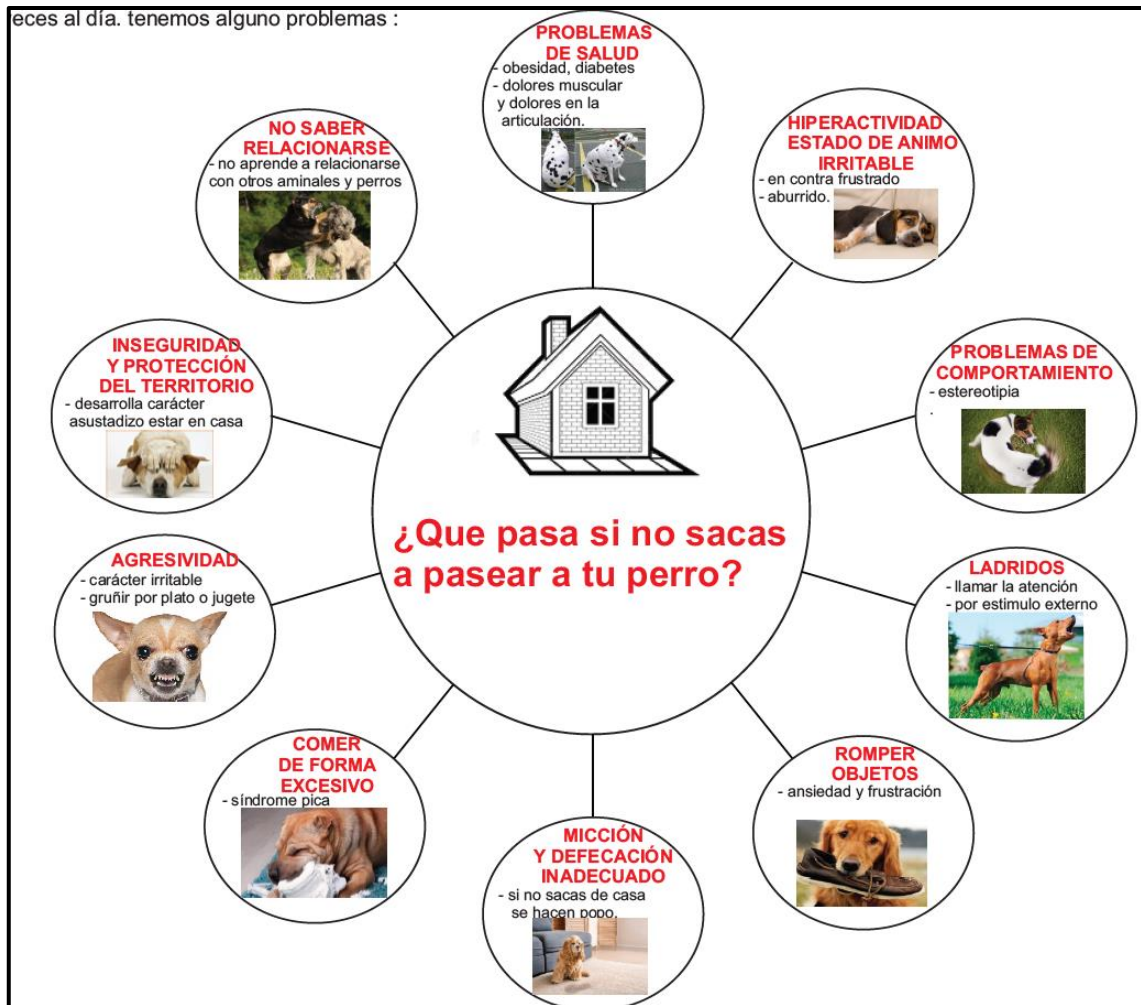 eces al día. tenemos alguno problemas :
PROBLEMAS
DE SALUD
- obesidad, diabetes
- dolores muscular
y dolores en la
articulación.
HIPERACTIVIDAD
ESTADO DE ANIMO
IRRITABLE
- en contra frustrado
- aburrido.
PROBLEMAS DE
COMPORTAMIENTO
- estereotipia
.
LADRIDOS
- llamar la atención
- por estimulo externo
ROMPER
OBJETOS
- ansiedad y frustración
MICCIÓN
Y DEFECACIÓN
INADECUADO
- si no sacas de casa
se hacen popo.
COMER
DE FORMA
EXCESIVO
- síndrome pica
AGRESIVIDAD
- carácter irritable
- gruñir por plato o jugete
INSEGURIDAD
Y PROTECCIÓN
DEL TERRITORIO
- desarrolla carácter
asustadizo estar en casa
NO SABER
RELACIONARSE
- no aprende a relacionarse
con otros aminales y perros
¿Que pasa si no sacas
a pasear a tu perro?